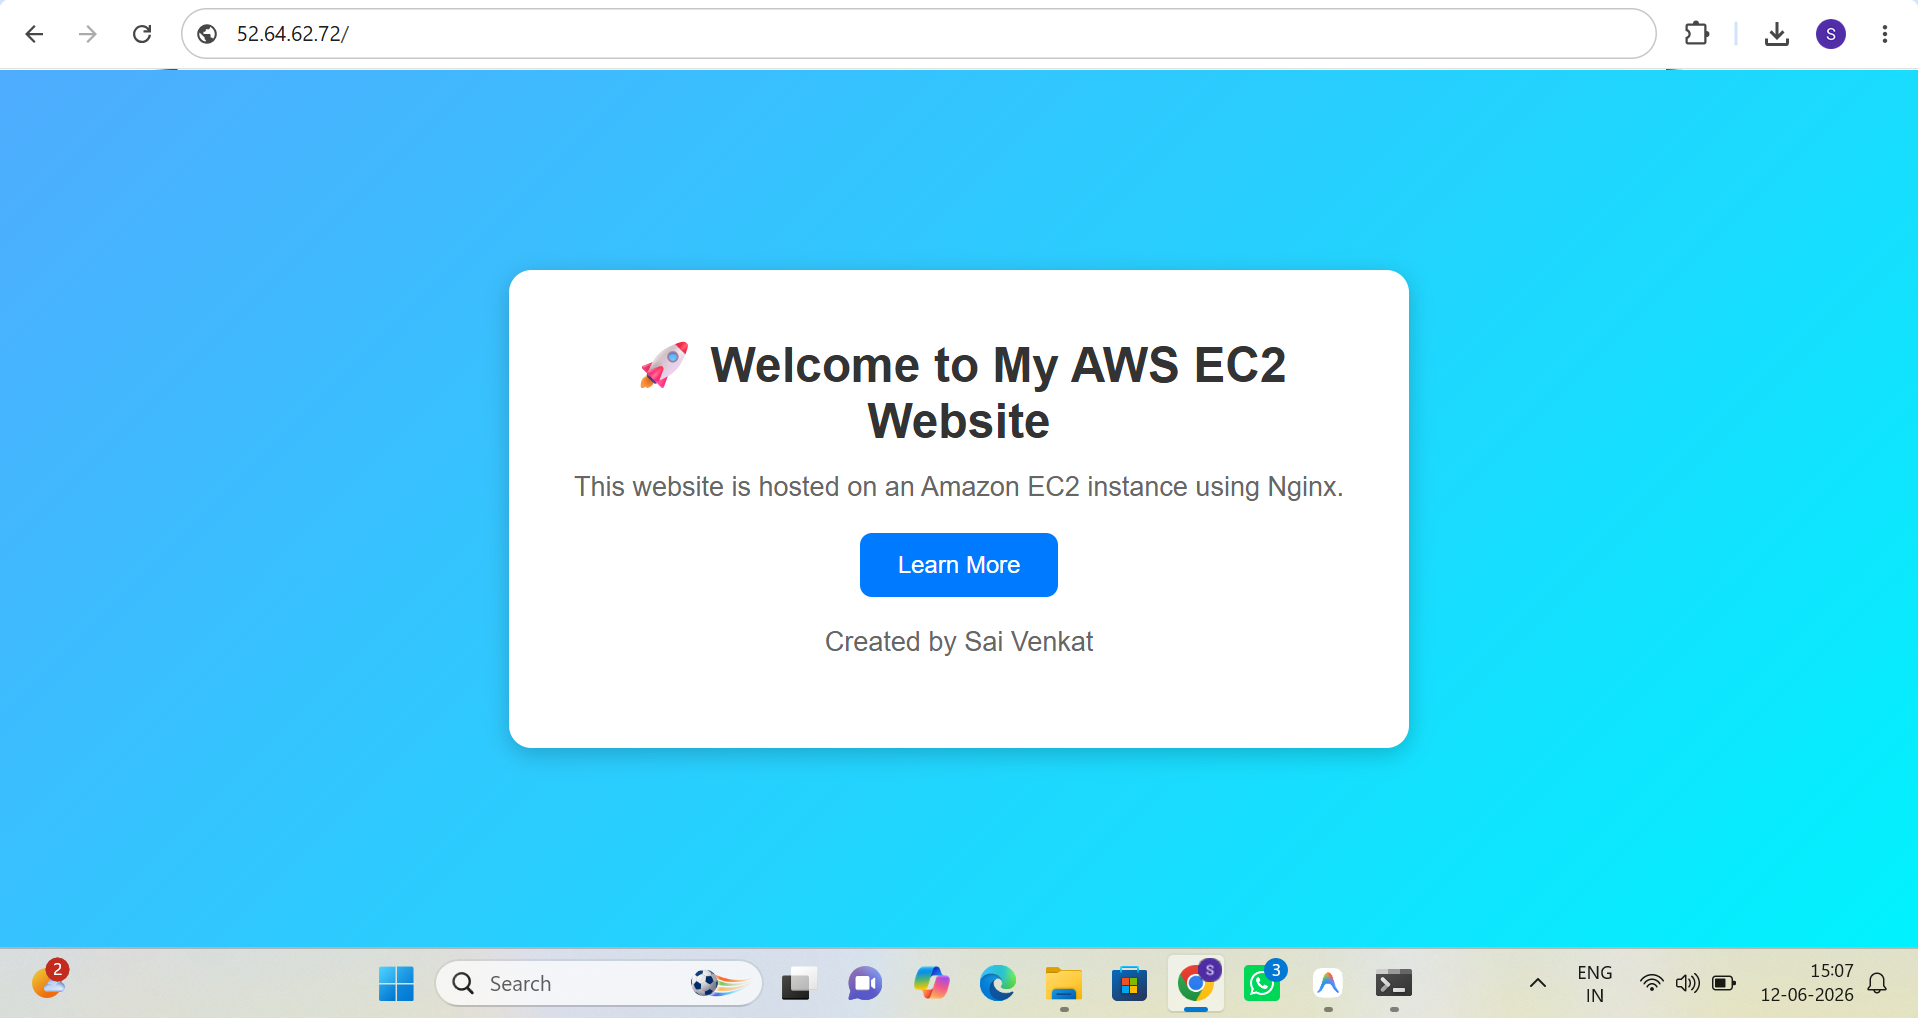 52.64.62.72/
S
🚀 Welcome to My AWS EC2
Website
This website is hosted on an Amazon EC2 instance using Nginx.
Learn More
Created by Sai Venkat
2
Search
S
3
ENG
IN
15:07
12-06-2026